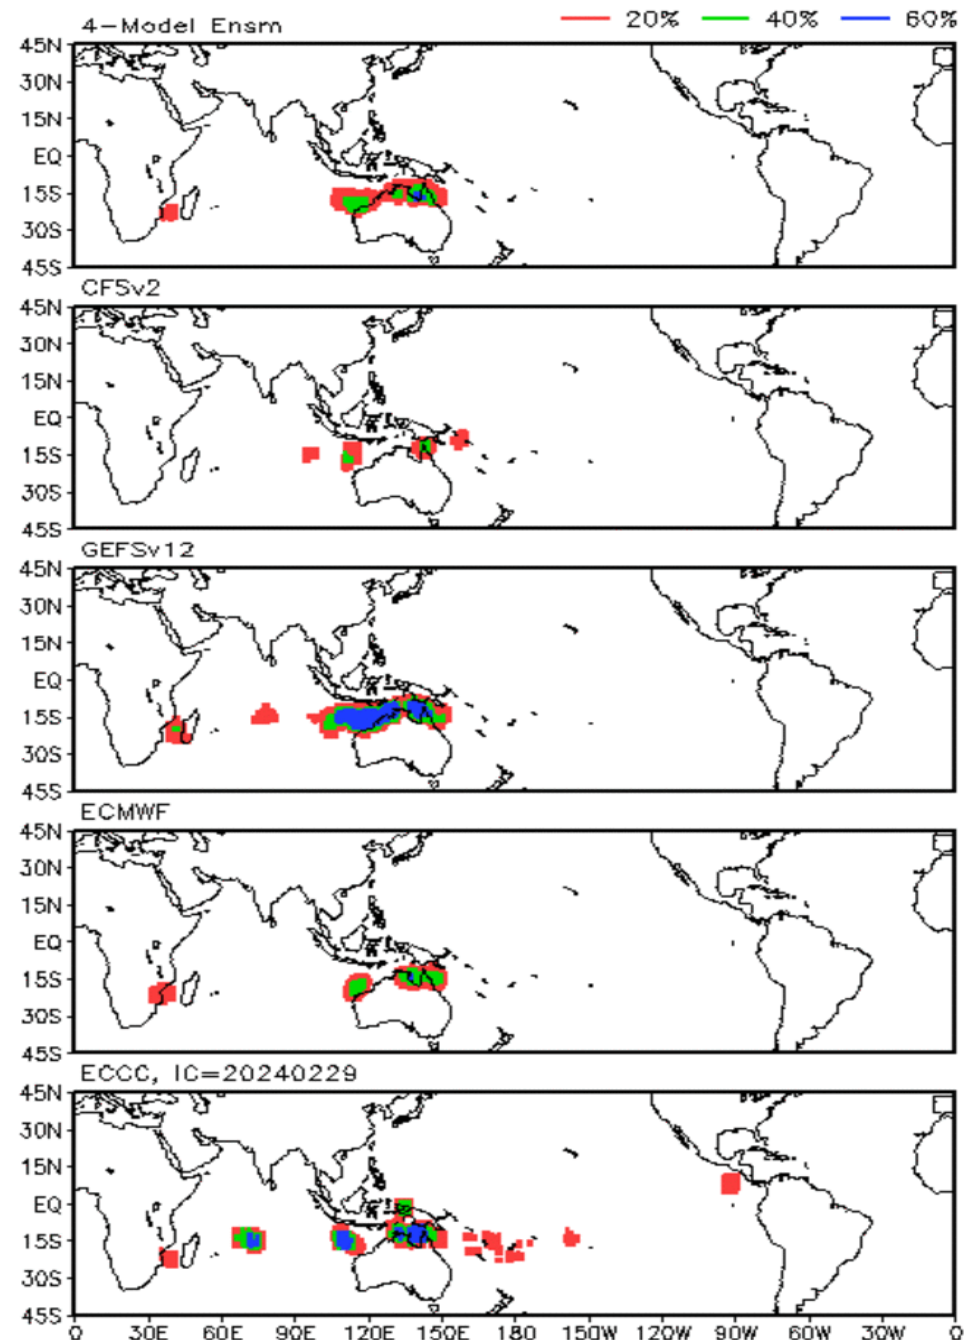 4-Model Ensm 20% 40% 60%
45N
30N
15N
EQ
15S
30S
45S
CFSv2
45N
30N
15N
EQ
15S
30S
45S
GEFSv12
45N
30N
15N
EQ
15S
30S
45S
ECMWF
45N
30N
15N
EQ
15S
30S
45S
ECCC, IC=20240229
45N
30N
15N
EQ
15S
30S
45S
0 30E 60E 90E 120E 150E 180 150W 120W 90W 60W 30W 0